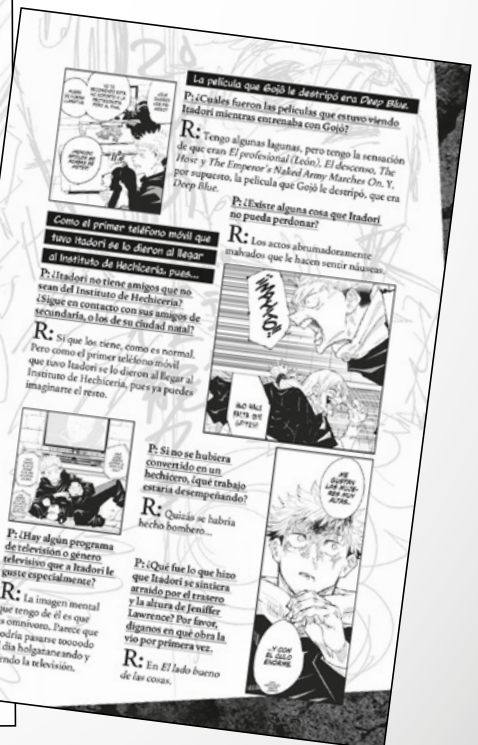 La película que Gojô le destripó era Deep Blue.
P: ¿Cuáles fueron las películas que estuvo viendo
Itadori mientras entrenaba con Gojô?
R: Tengo algunas lagunas, pero tengo la sensación
de que eran El profesional (León), El descenso, The
Host y The Emperor's Naked Army Marches On. Y,
por supuesto, la película que Gojô le destripó, que era
Deep Blue.
P: ¿Existe alguna cosa que Itadori
no pueda perdonar?
R: Los actos abrumadoramente
malvados que le hacen sentir náuseas.
Como el primer teléfono móvil que
tuvo Itadori se lo dieron al llegar
al Instituto de Hechicería, pues...
P: ¿Itadori no tiene amigos que no
sean del Instituto de Hechicería?
¿Sigue en contacto con sus amigos de
secundaria, o los de su ciudad natal?
R: Sí que los tiene, como es normal.
Pero como el primer teléfono móvil
que tuvo Itadori se lo dieron al llegar al
Instituto de Hechicería, pues ya puedes
imaginarte el resto.
¡NO HACE
FALTA QUE
GRITES!
P: Si no se hubiera
convertido en un
hechicero, ¿qué trabajo
estaría desempeñando?
R: Quizás se habría
hecho bombero...
ME
GUSTAN
LAS MUJE-
RES MUY
ALTAS...
...Y CON
EL CULO
ENORME.
P: ¿Hay algún programa
de televisión o género
televisivo que a Itadori le
guste especialmente?
R: La imagen mental
que tengo de él es que
es omnívoro. Parece que
podría pasarse toooodo
el día holgazaneando y
viendo la televisión.
P: ¿Qué fue lo que hizo
que Itadori se sintiera
atraído por el trasero
y la altura de Jeniffer
Lawrence? Por favor,
díganos en qué obra la
vio por primera vez.
R: En El lado bueno
de las cosas.